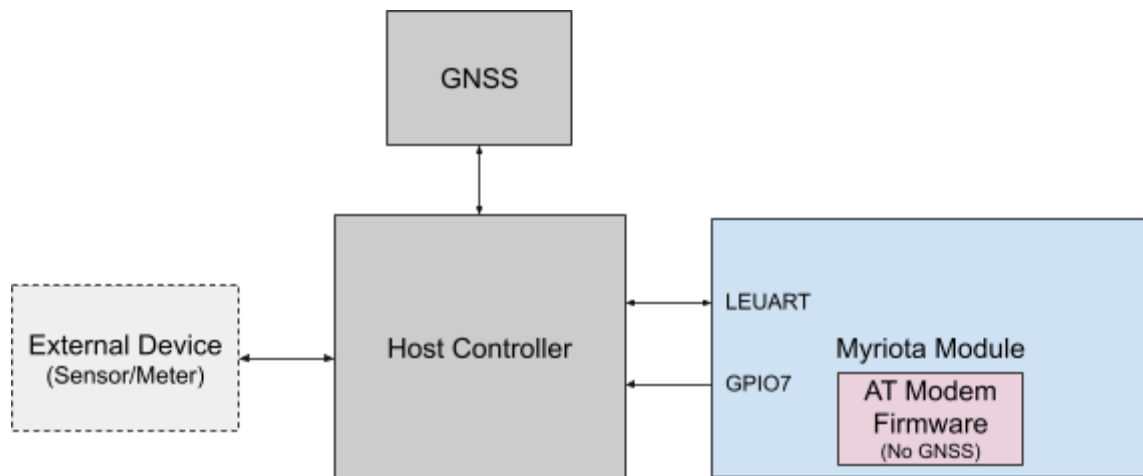 GNSS
External Device
(Sensor/Meter)
Host Controller
LEUART
GPIO7
Myriota Module
AT Modem
Firmware
(No GNSS)